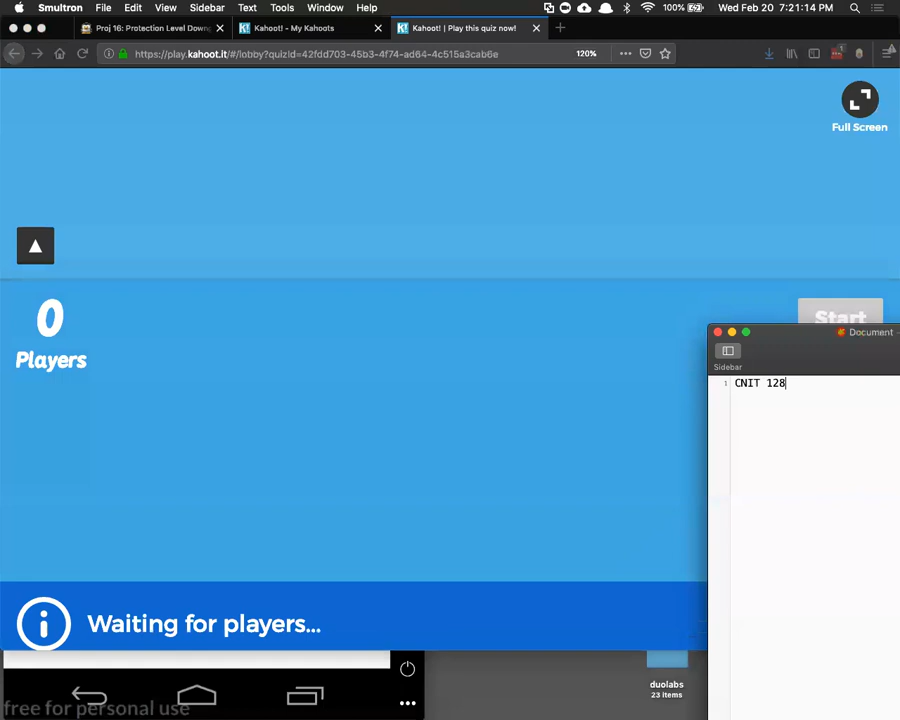 Smultron File Edit View Sidebar Text Tools Window Help 100% Wed Feb 20 7:21:14 PM
Proj 16: Protection Level Downg Kahoot! - My Kahoots Kahoot! | Play this quiz now!
https://play.kahoot.it/#/lobby?quizId=42fdd703-45b3-4f74-ad64-4c515a3cab6e 120%
Full Screen
0
Players
Start
Document
Sidebar
1 CNIT 128
Waiting for players...
duolabs
23 items
free for personal use